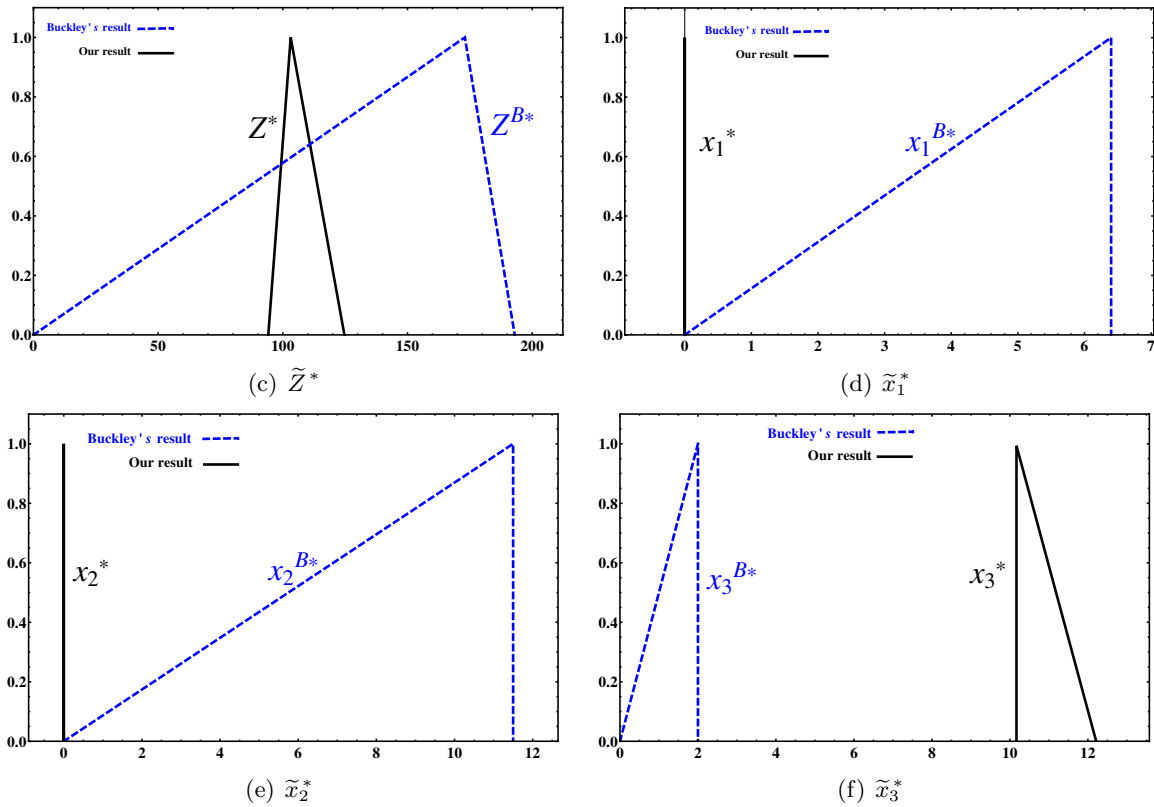 Buckley's result
Our result
Z*
Z^{B*}
1.0
0.8
0.6
0.4
0.2
0.0
0 50 100 150 200
(c) Z̃*
Buckley's result
Our result
x₁*
x₁^{B*}
1.0
0.8
0.6
0.4
0.2
0.0
0 1 2 3 4 5 6 7
(d) x̃₁*
Buckley's result
Our result
x₂*
x₂^{B*}
1.0
0.8
0.6
0.4
0.2
0.0
0 2 4 6 8 10 12
(e) x̃₂*
Buckley's result
Our result
x₃^{B*}
x₃*
1.0
0.8
0.6
0.4
0.2
0.0
0 2 4 6 8 10 12
(f) x̃₃*